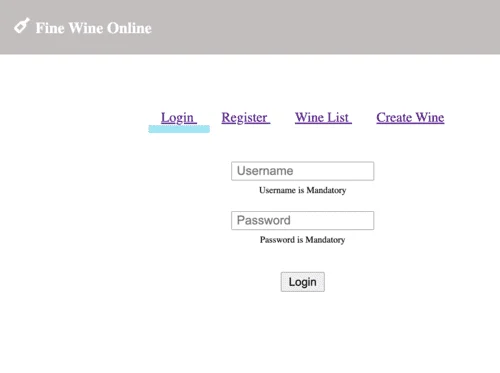 Fine Wine Online
Login Register Wine List Create Wine
Username
Username is Mandatory
Password
Password is Mandatory
Login